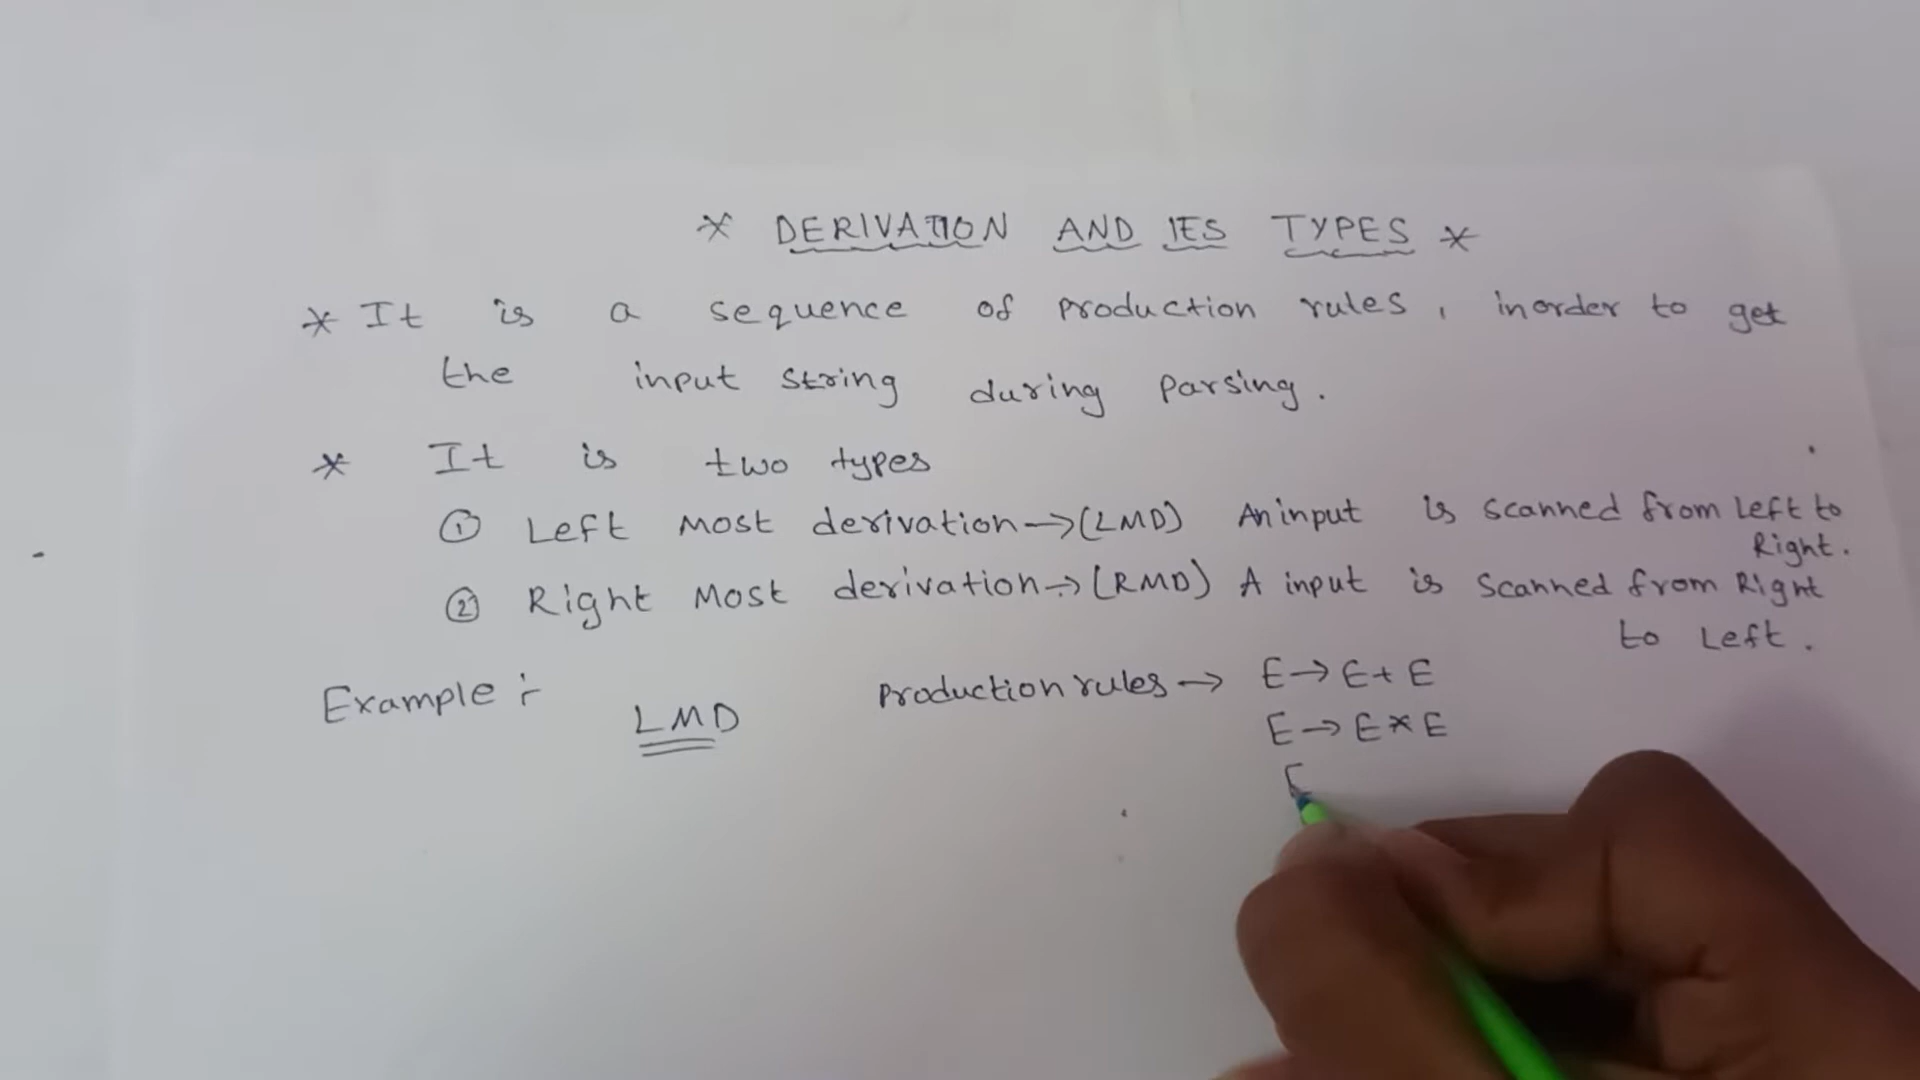 * DERIVATION AND ITS TYPES *
* It is a sequence of production rules, inorder to get
the input string during parsing.
* It is two types
① Left Most derivation → (LMD) An input is scanned from Left to
Right.
② Right Most derivation → (RMD) A input is scanned from Right
to Left.
Example :-
LMD
Production rules → E → E + E
E → E * E
E